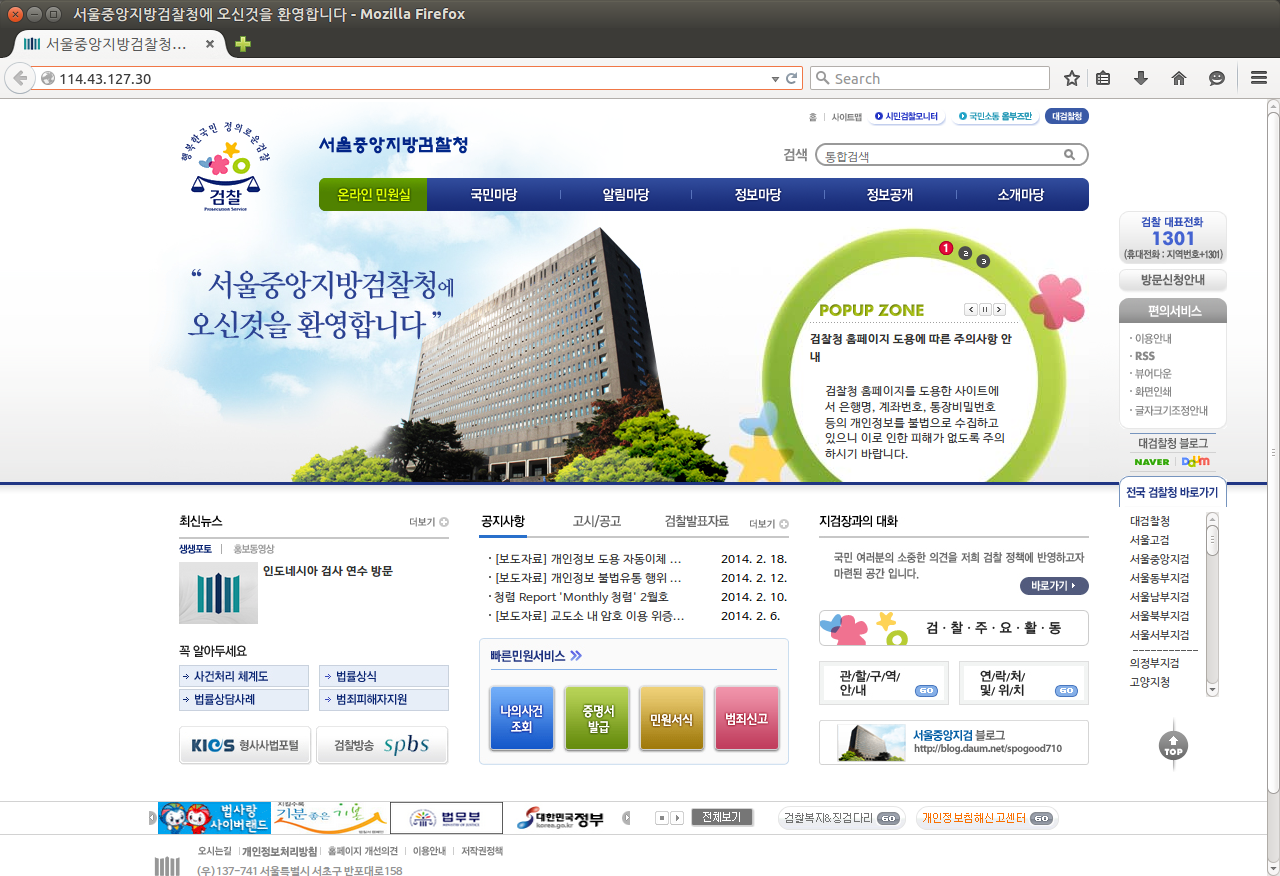 서울중앙지방검찰청에 오신것을 환영합니다 - Mozilla Firefox
서울중앙지방검찰청...
114.43.127.30
Search
홈 사이트맵 시민검찰모니터 국민소통 올부즈만 대검찰청
행복한국민 정의로운검찰
검찰
Prosecution Service
서울중앙지방검찰청
검색 통합검색
온라인 민원실 국민마당 알림마당 정보마당 정보공개 소개마당
“ 서울중앙지방검찰청에
오신것을 환영합니다 ”
1 2 3
POPUP ZONE
검찰청 홈페이지 도용에 따른 주의사항 안
내
검찰청 홈페이지를 도용한 사이트에
서 은행명, 계좌번호, 통장비밀번호
등의 개인정보를 불법으로 수집하고
있으니 이로 인한 피해가 없도록 주의
하시기 바랍니다.
검찰 대표전화
1301
(휴대전화 : 지역번호+1301)
방문신청안내
편의서비스
· 이용안내
· RSS
· 뷰어다운
· 화면인쇄
· 글자크기조정안내
대검찰청 블로그
NAVER Daum
전국 검찰청 바로가기
대검찰청
서울고검
서울중앙지검
서울동부지검
서울남부지검
서울북부지검
서울서부지검
------------
의정부지검
고양지청
TOP
최신뉴스 더보기
생생포토 홍보동영상
인도네시아 검사 연수 방문
꼭 알아두세요
사건처리 체계도 법률상식
법률상담사례 범죄피해자지원
KICS 형사사법포털 검찰방송 spbs
공지사항 고시/공고 검찰발표자료 더보기
· [보도자료] 개인정보 도용 자동이체 ... 2014. 2. 18.
· [보도자료] 개인정보 불법유통 행위 ... 2014. 2. 12.
· 청렴 Report 'Monthly 청렴' 2월호 2014. 2. 10.
· [보도자료] 교도소 내 암호 이용 위증... 2014. 2. 6.
빠른민원서비스
나의사건
조회
증명서
발급
민원서식
범죄신고
지검장과의 대화
국민 여러분의 소중한 의견을 저희 검찰 정책에 반영하고자
마련된 공간 입니다.
바로가기
검 · 찰 · 주 · 요 · 활 · 동
관/할/구/역/
안/내
GO
연/락/처/
및/ 위/치
GO
서울중앙지검 블로그
http://blog.daum.net/spogood710
법사랑
사이버랜드
기분좋은 기본
법무부
MINISTRY OF JUSTICE
대한민국정부
korea.go.kr
전체보기
검찰복지&징검다리 GO
개인정보침해신고센터 GO
오시는길 개인정보처리방침 홈페이지 개선의견 이용안내 저작권정책
(우)137-741 서울특별시 서초구 반포대로158